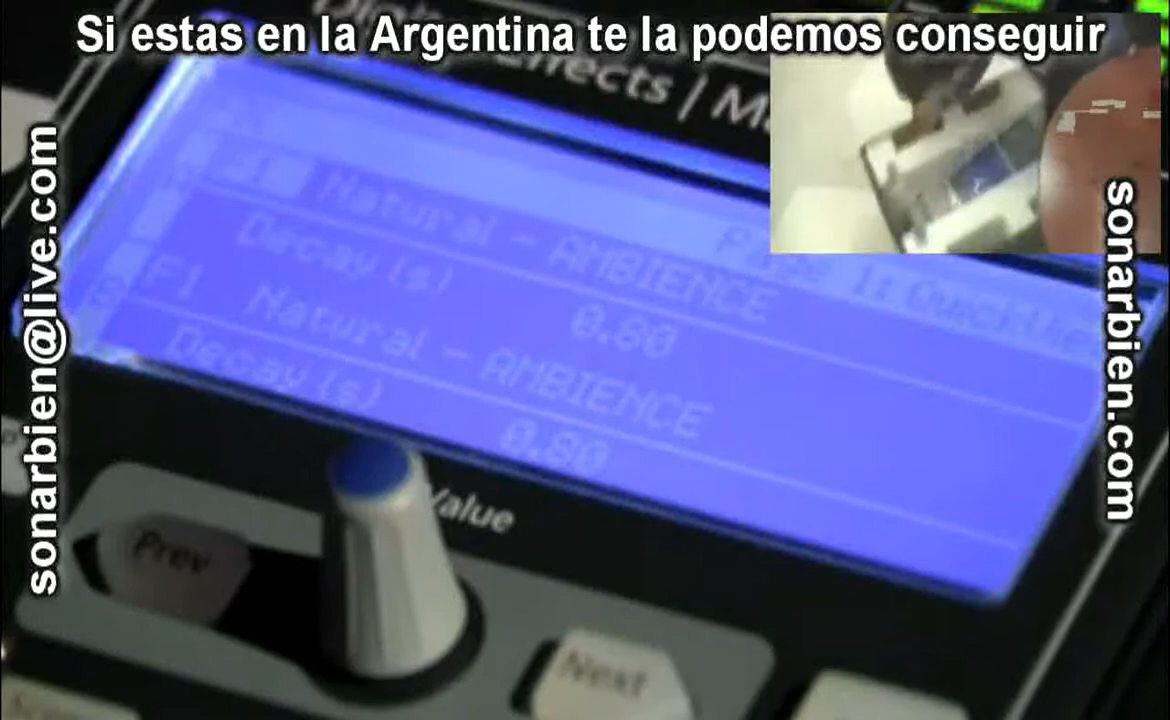 Si estas en la Argentina te la podemos conseguir
Effects | M
sonarbien@live.com
sonarbien.com
Natural - AMBIENCE
Decay (s)
0.80
F1 Natural - AMBIENCE
Decay (s)
0.80
Value
Prev
Next